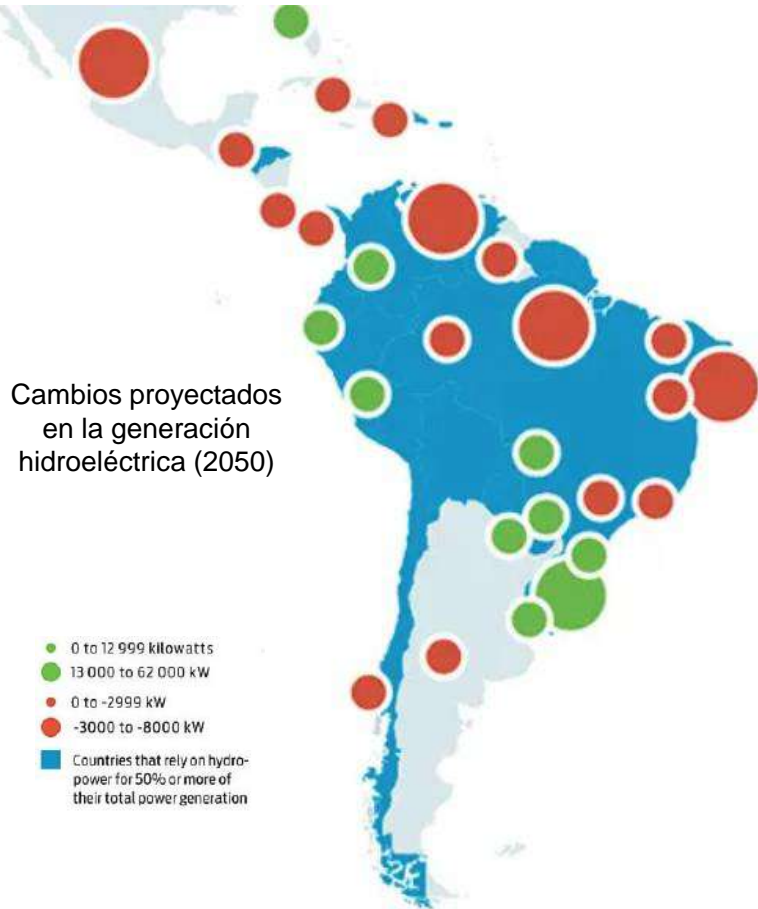 Cambios proyectados
en la generación
hidroeléctrica (2050)
0 to 12 999 kilowatts
13 000 to 62 000 kW
0 to -2999 kW
-3000 to -8000 kW
Countries that rely on hydro-
power for 50% or more of
their total power generation